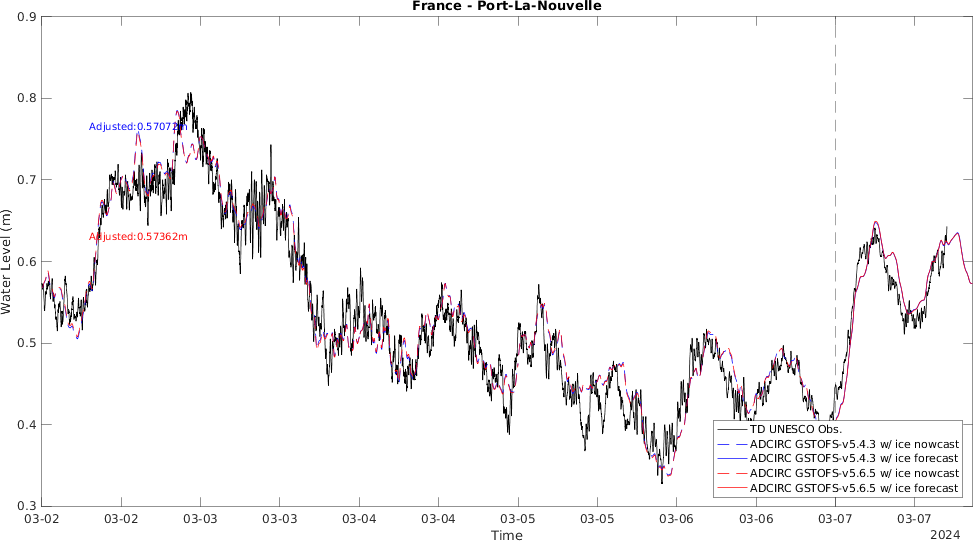 France - Port-La-Nouvelle
Water Level (m)
0.9
0.8
0.7
0.6
0.5
0.4
0.3
Adjusted:0.57072m
Adjusted:0.57362m
TD UNESCO Obs.
ADCIRC GSTOFS-v5.4.3 w/ ice nowcast
ADCIRC GSTOFS-v5.4.3 w/ ice forecast
ADCIRC GSTOFS-v5.6.5 w/ ice nowcast
ADCIRC GSTOFS-v5.6.5 w/ ice forecast
03-02 03-02 03-03 03-03 03-04 03-04 03-05 03-05 03-06 03-06 03-07 03-07
Time
2024